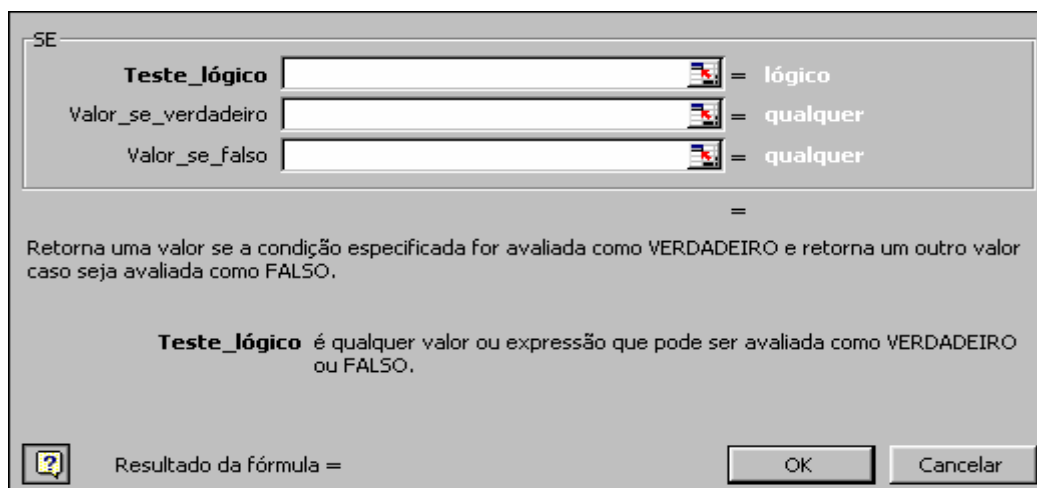 SE
Teste_lógico = lógico
Valor_se_verdadeiro = qualquer
Valor_se_falso = qualquer
=
Retorna uma valor se a condição especificada for avaliada como VERDADEIRO e retorna um outro valor
caso seja avaliada como FALSO.
Teste_lógico é qualquer valor ou expressão que pode ser avaliada como VERDADEIRO
ou FALSO.
? Resultado da fórmula = OK Cancelar